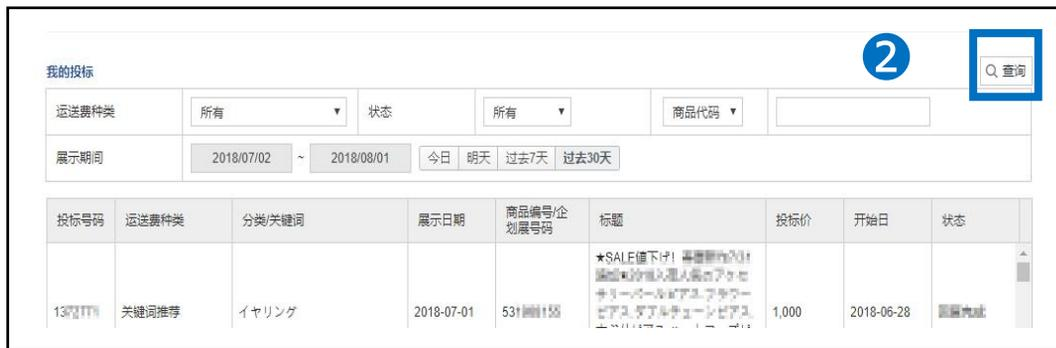 2
我的投标
查询
运送费种类 所有 状态 所有 商品代码
展示期间 2018/07/02 ~ 2018/08/01 今日 明天 过去7天 过去30天
投标号码 运送费种类 分类/关键词 展示日期 商品编号/企划展号码 标题 投标价 开始日 状态
★SALE値下げ!
关键词推荐 イヤリング 2018-07-01 1,000 2018-06-28